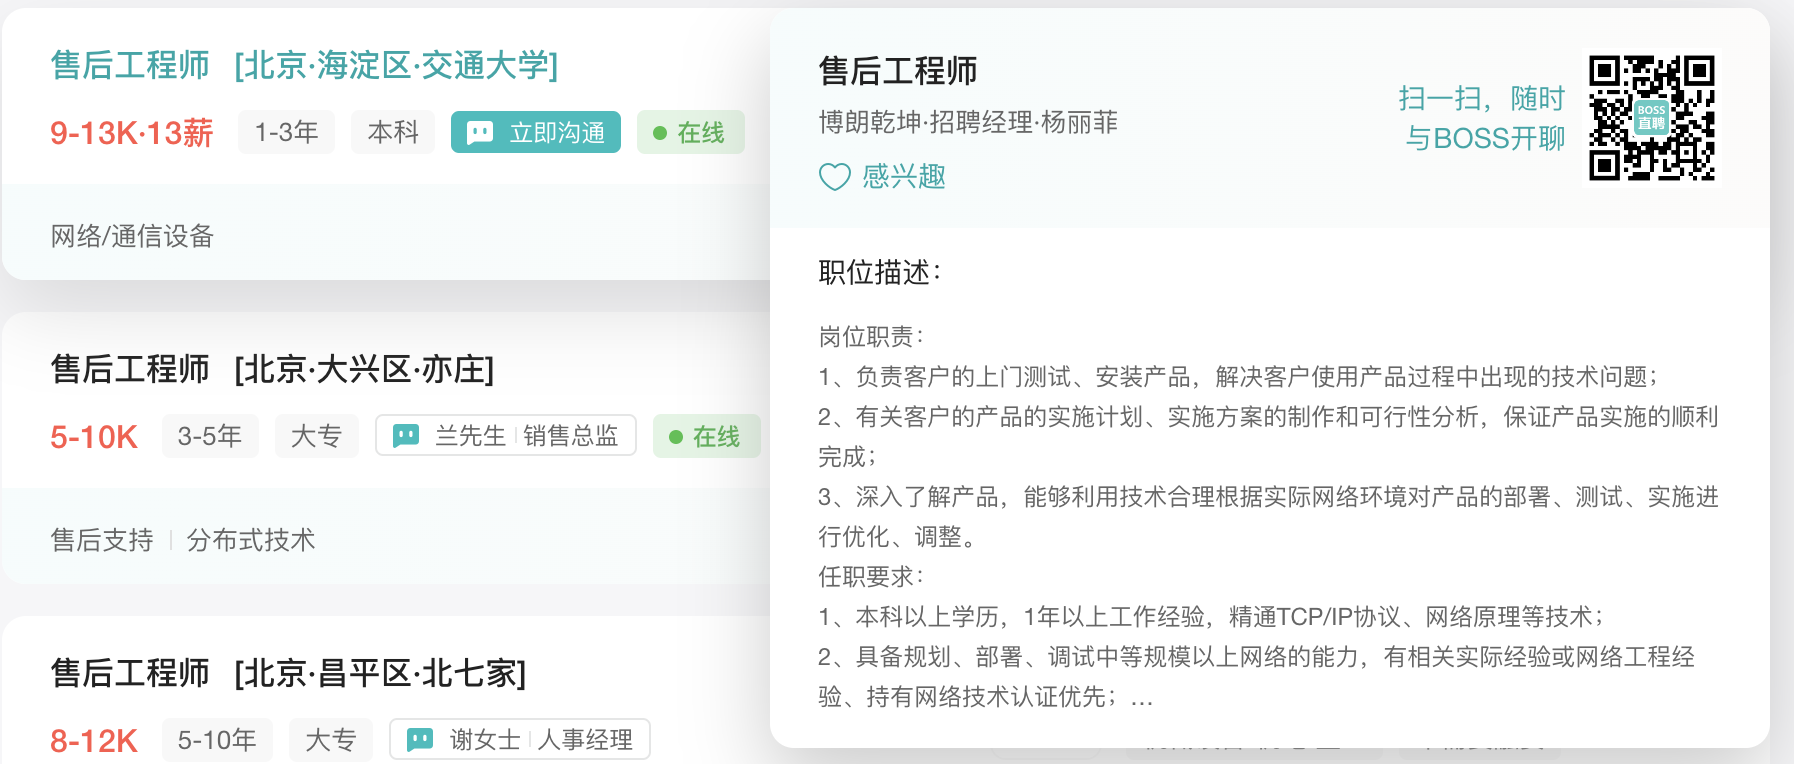 售后工程师 [北京·海淀区·交通大学]
9-13K·13薪 1-3年 本科 立即沟通 在线
网络/通信设备
售后工程师 [北京·大兴区·亦庄]
5-10K 3-5年 大专 兰先生 销售总监 在线
售后支持 分布式技术
售后工程师 [北京·昌平区·北七家]
8-12K 5-10年 大专 谢女士 人事经理
售后工程师
博朗乾坤·招聘经理·杨丽菲
感兴趣
扫一扫，随时
与BOSS开聊
BOSS
直聘
职位描述：
岗位职责：
1、负责客户的上门测试、安装产品，解决客户使用产品过程中出现的技术问题；
2、有关客户的产品的实施计划、实施方案的制作和可行性分析，保证产品实施的顺利
完成；
3、深入了解产品，能够利用技术合理根据实际网络环境对产品的部署、测试、实施进
行优化、调整。
任职要求：
1、本科以上学历，1年以上工作经验，精通TCP/IP协议、网络原理等技术；
2、具备规划、部署、调试中等规模以上网络的能力，有相关实际经验或网络工程经
验、持有网络技术认证优先；...